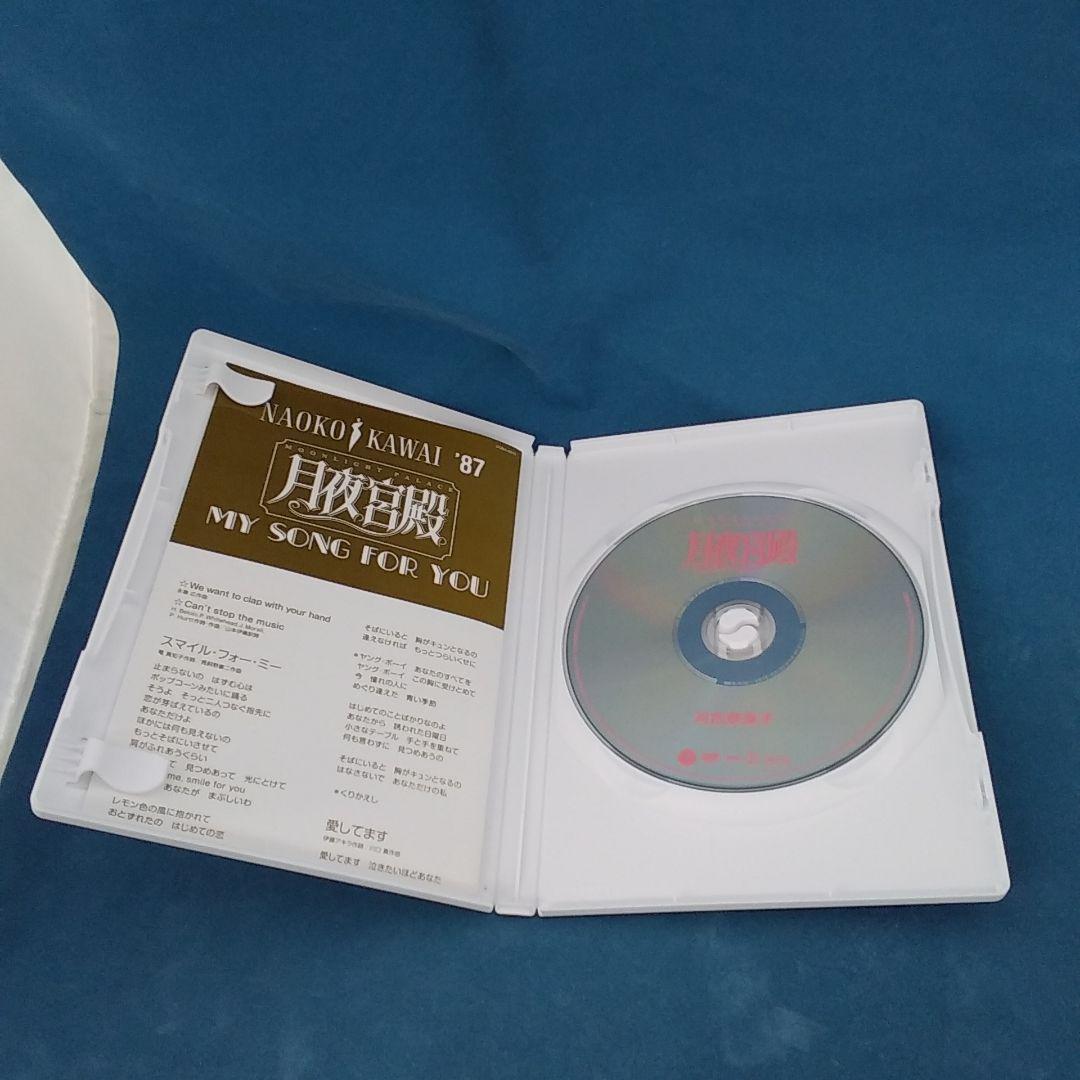 NAOKO KAWAI '87
MOONLIGHT PALACE
月夜宮殿
MY SONG FOR YOU
☆We want to clap with your hand
☆Can't stop the music
スマイル・フォー・ミー
止まらないの はずむ心は
ポップコーンみたいに踊る
そうよ そっと二人つなぐ指先に
恋が芽ばえているの
あなただけよ
ほかには何も見えないの
もっとそばにいさせて
肩がふれあうぐらい
て 見つめあって 光にとけて
me, smile for you
あなたが まぶしいわ
レモン色の風に抱かれて
おとずれたの はじめての恋
そばにいると 胸がキュンとなるの
逢えなければ もっとつらいくせに
*ヤング ボーイ あなたのすべてを
ヤング ボーイ この胸に受けとめて
今 憧れの人に
めぐり逢えた 青い季節
はじめてのことばかりなのよ
あなたから 誘われた日曜日
小さなテーブル 手と手を重ねて
何も言わずに 見つめあうの
そばにいると 胸がキュンとなるの
はなさないで あなただけの私
*くりかえし
愛してます
伊藤アキラ作詞
愛してます 泣きたいほどあなた
月夜宮殿
河合奈保子